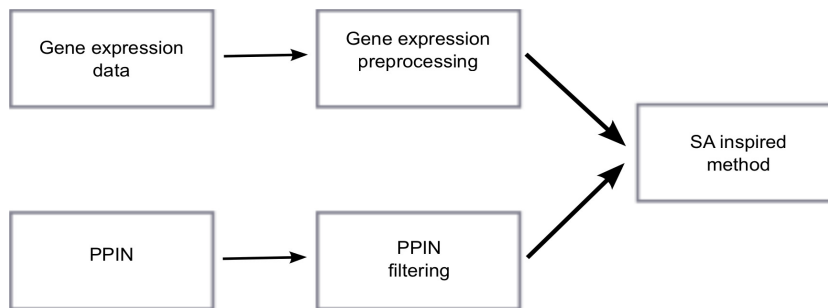 Gene expression
data
Gene expression
preprocessing
SA inspired
method
PPIN
PPIN
filtering